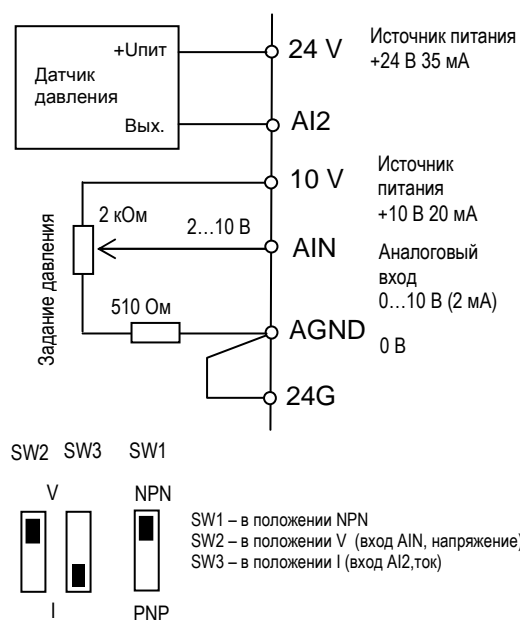 +Uпит
24 V
Источник питания
+24 В 35 мА
Датчик
давления
Вых.
AI2
10 V
Источник
питания
+10 В 20 мА
2 кОм
2...10 В
AIN
Аналоговый
вход
0...10 В (2 мА)
Задание давления
510 Ом
AGND
0 В
24G
SW2 SW3 SW1
V NPN
SW1 – в положении NPN
SW2 – в положении V (вход AIN, напряжение)
SW3 – в положении I (вход AI2,ток)
I PNP